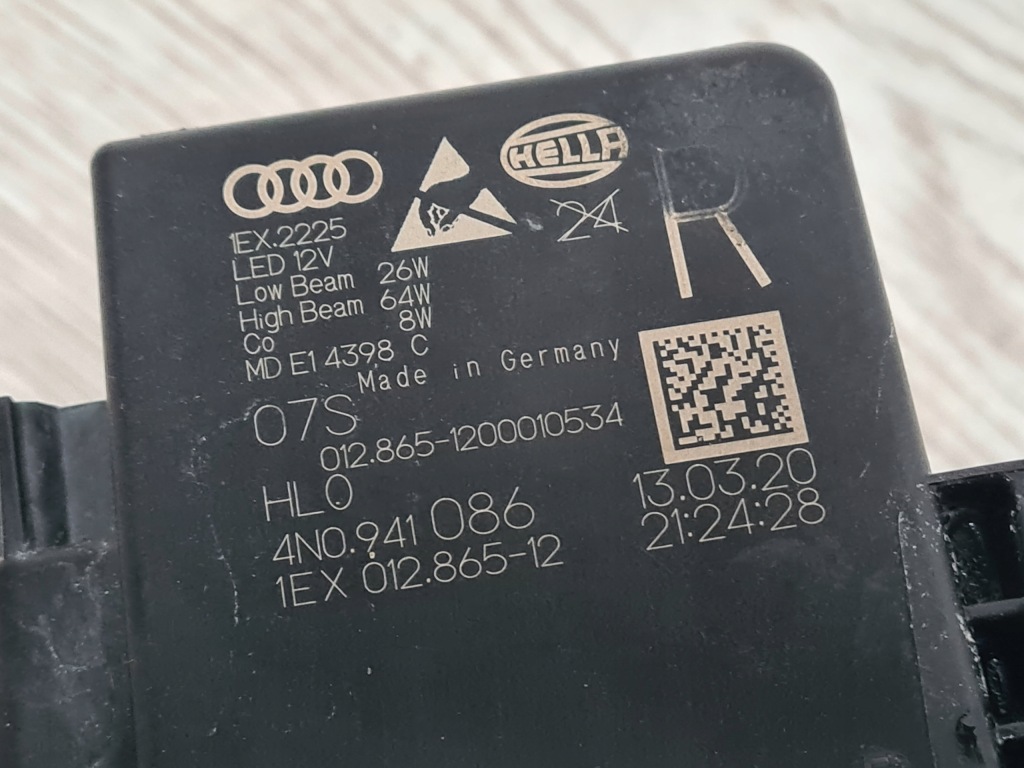 HELLA
24
R
1EX.2225
LED 12V
Low Beam 26W
High Beam 64W
Co 8W
MD E1 4398 C
Made in Germany
07S
012.865-1200010534
HL0
4N0.941 086
1EX 012.865-12
13.03.20
21:24:28